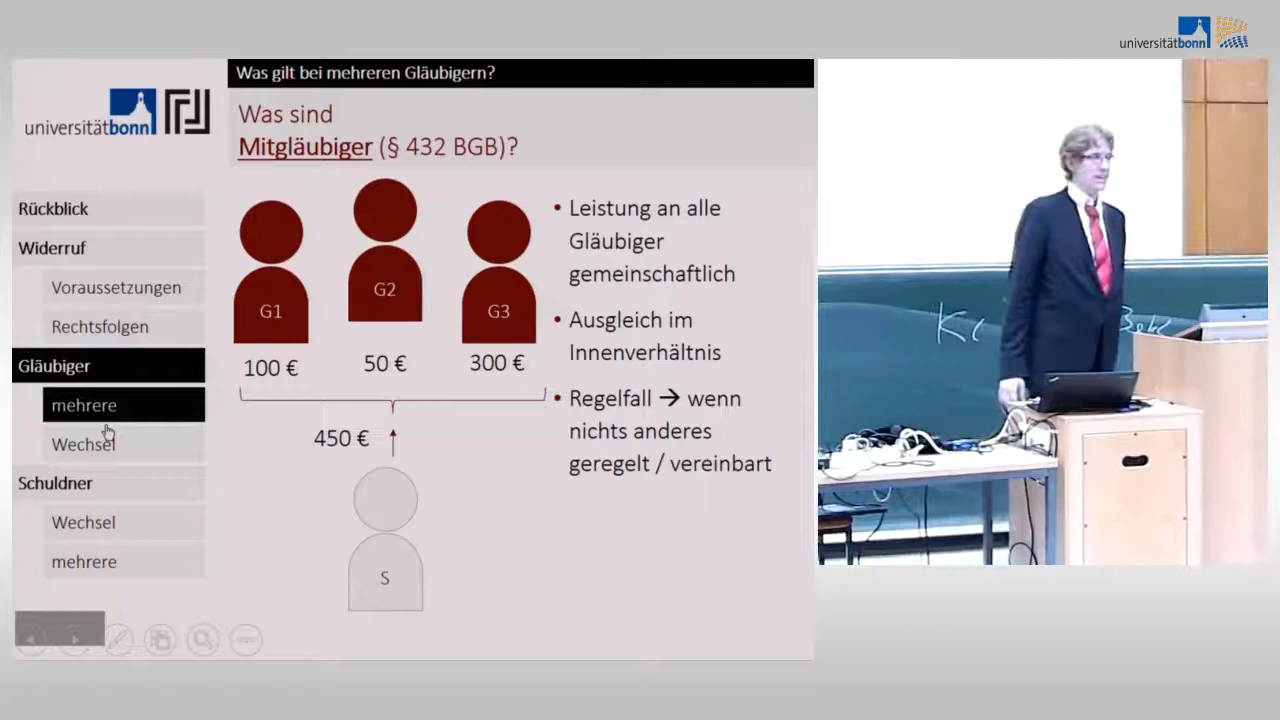 universitätbonn
Was gilt bei mehreren Gläubigern?
universitätbonn
Was sind
Mitgläubiger (§ 432 BGB)?
Rückblick
Widerruf
Voraussetzungen
Rechtsfolgen
Gläubiger
mehrere
Wechsel
Schuldner
Wechsel
mehrere
G1
G2
G3
100 €
50 €
300 €
450 €
S
• Leistung an alle
Gläubiger
gemeinschaftlich
• Ausgleich im
Innenverhältnis
• Regelfall → wenn
nichts anderes
geregelt / vereinbart